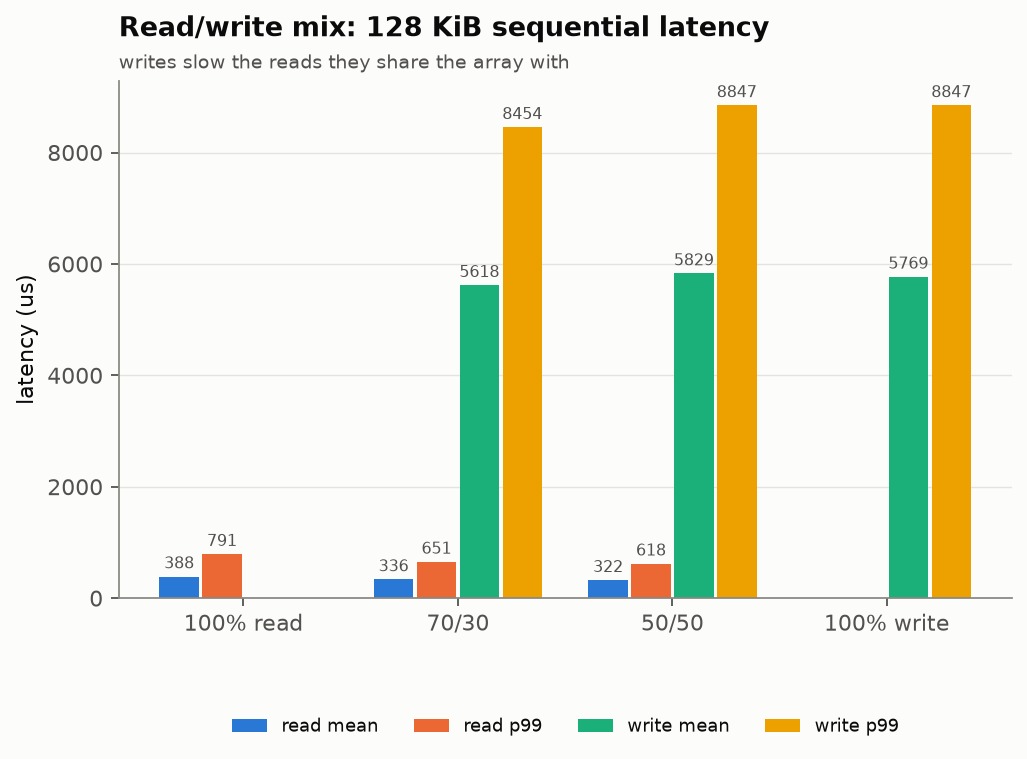 Read/write mix: 128 KiB sequential latency
writes slow the reads they share the array with
latency (us)
8000
6000
4000
2000
0
388
791
336
651
5618
8454
322
618
5829
8847
5769
8847
100% read
70/30
50/50
100% write
read mean
read p99
write mean
write p99